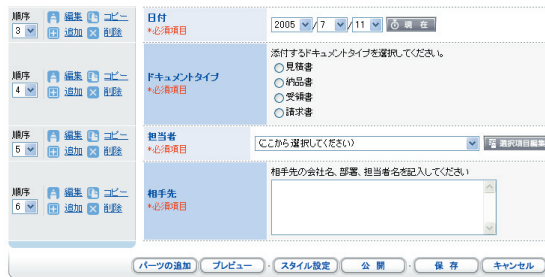 順序 編集 コピー 日付
3 追加 削除 *必須項目 2005 /7 /11 現 在
添付するドキュメントタイプを選択してください。
見積書
順序 編集 コピー ドキュメントタイプ
4 追加 削除 *必須項目 納品書
受領書
請求書
順序 編集 コピー 担当者
5 追加 削除 *必須項目 (ここから選択してください) 選択項目編集
相手先の会社名、部署、担当者名を記入してください
順序 編集 コピー 相手先
6 追加 削除 *必須項目
パーツの追加 プレビュー スタイル設定 公 開 保 存 キャンセル